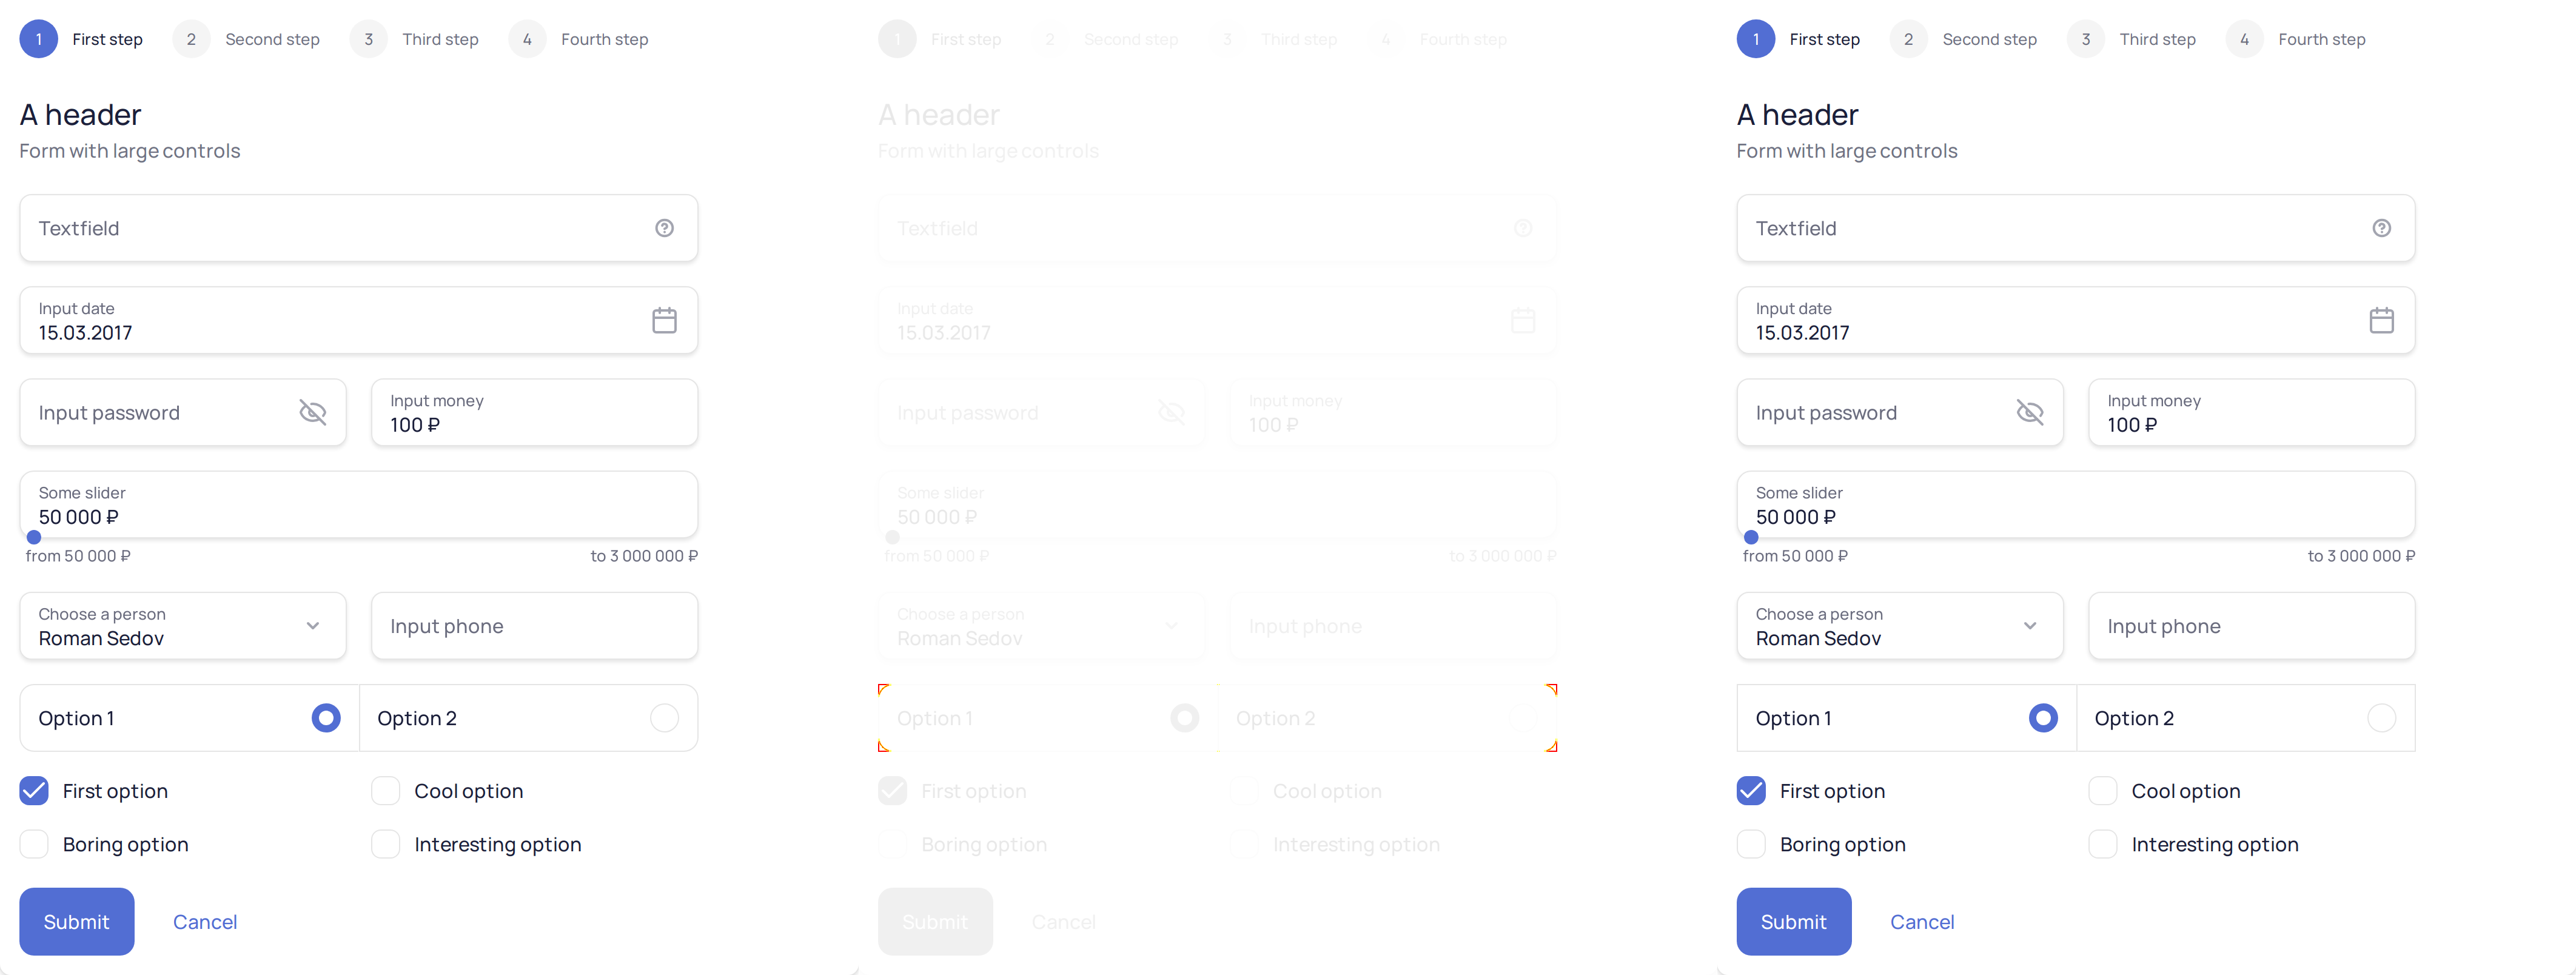 1 First step 2 Second step 3 Third step 4 Fourth step
A header
Form with large controls
Textfield
Input date
15.03.2017
Input password
Input money
100 ₽
Some slider
50 000 ₽
from 50 000 ₽ to 3 000 000 ₽
Choose a person
Roman Sedov
Input phone
Option 1 Option 2
First option Cool option
Boring option Interesting option
Submit Cancel
1 First step 2 Second step 3 Third step 4 Fourth step
A header
Form with large controls
Textfield
Input date
15.03.2017
Input password
Input money
100 ₽
Some slider
50 000 ₽
from 50 000 ₽ to 3 000 000 ₽
Choose a person
Roman Sedov
Input phone
Option 1 Option 2
First option Cool option
Boring option Interesting option
Submit Cancel
1 First step 2 Second step 3 Third step 4 Fourth step
A header
Form with large controls
Textfield
Input date
15.03.2017
Input password
Input money
100 ₽
Some slider
50 000 ₽
from 50 000 ₽ to 3 000 000 ₽
Choose a person
Roman Sedov
Input phone
Option 1 Option 2
First option Cool option
Boring option Interesting option
Submit Cancel